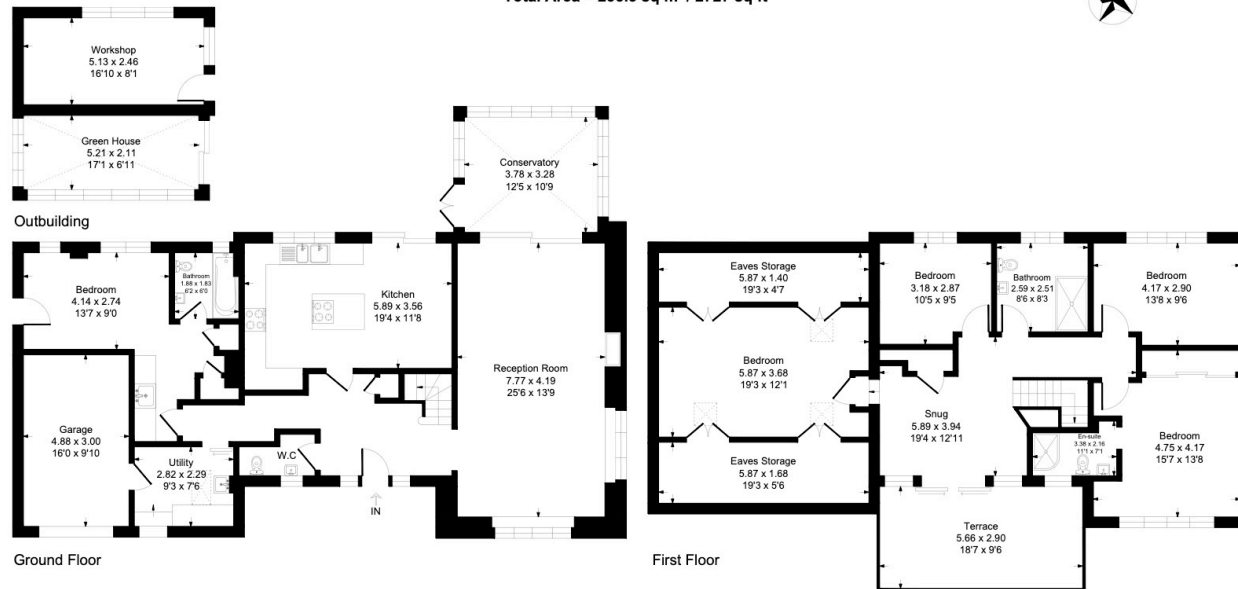 Total Area = 253.3 sq m / 2727 sq ft
Workshop
5.13 x 2.46
16'10 x 8'1
Green House
5.21 x 2.11
17'1 x 6'11
Outbuilding
Conservatory
3.78 x 3.28
12'5 x 10'9
Bedroom
4.14 x 2.74
13'7 x 9'0
Bathroom
1.88 x 1.83
6'2 x 6'0
Kitchen
5.89 x 3.56
19'4 x 11'8
Reception Room
7.77 x 4.19
25'6 x 13'9
Garage
4.88 x 3.00
16'0 x 9'10
Utility
2.82 x 2.29
9'3 x 7'6
W.C
IN
Ground Floor
Eaves Storage
5.87 x 1.40
19'3 x 4'7
Bedroom
3.18 x 2.87
10'5 x 9'5
Bathroom
2.59 x 2.51
8'6 x 8'3
Bedroom
4.17 x 2.90
13'8 x 9'6
Bedroom
5.87 x 3.68
19'3 x 12'1
Snug
5.89 x 3.94
19'4 x 12'11
En-suite
3.38 x 2.16
11'1 x 7'1
Bedroom
4.75 x 4.17
15'7 x 13'8
Eaves Storage
5.87 x 1.68
19'3 x 5'6
Terrace
5.66 x 2.90
18'7 x 9'6
First Floor